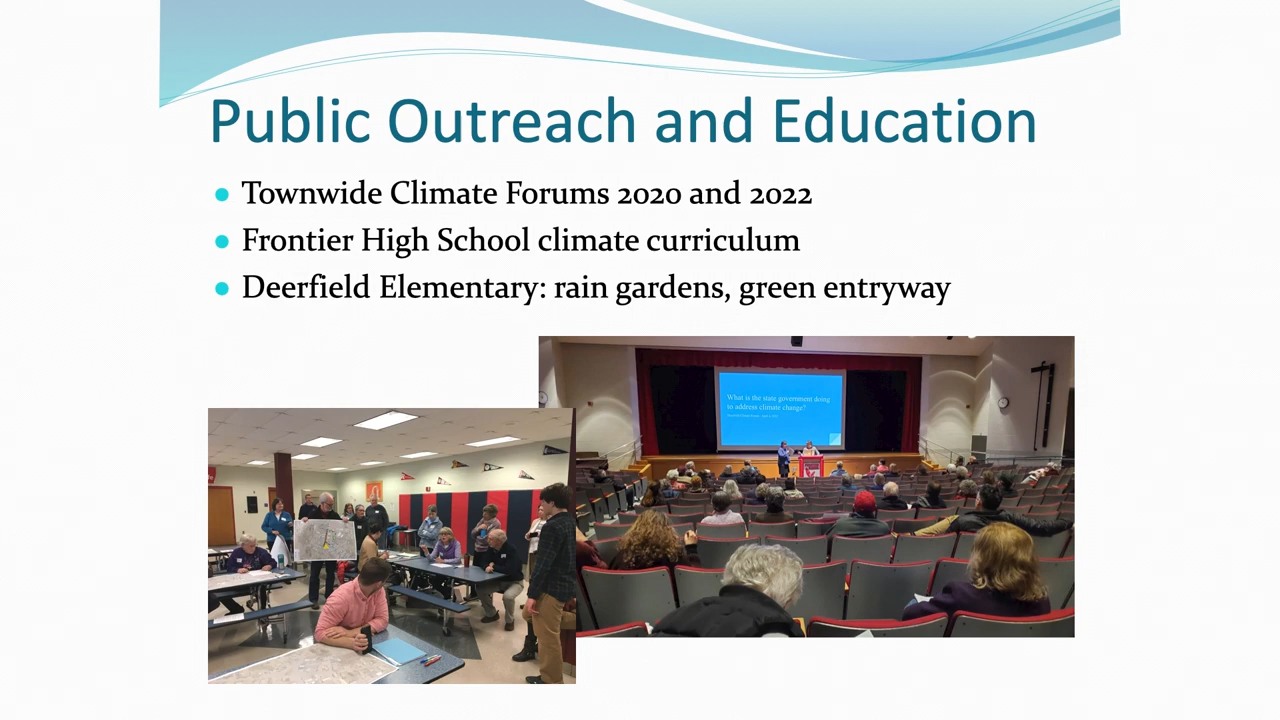 Public Outreach and Education
Townwide Climate Forums 2020 and 2022
Frontier High School climate curriculum
Deerfield Elementary: rain gardens, green entryway
What is the state government doing
to address climate change?